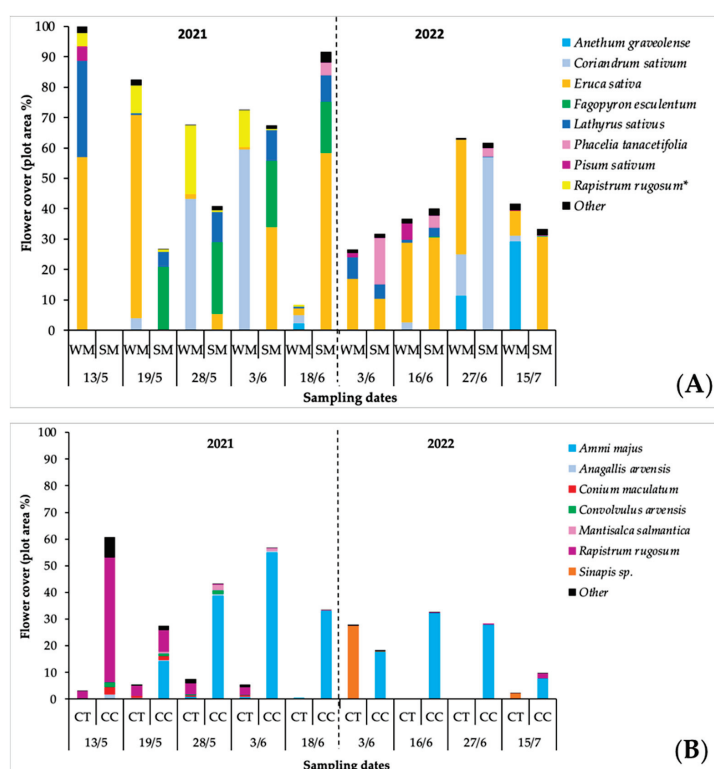 2021 2022
Flower cover (plot area %)
100
90
80
70
60
50
40
30
20
10
0
Anethum graveolense
Coriandrum sativum
Eruca sativa
Fagopyron esculentum
Lathyrus sativus
Phacelia tanacetifolia
Pisum sativum
Rapistrum rugosum*
Other
WM SM WM SM WM SM WM SM WM SM WM SM WM SM WM SM WM SM
13/5 19/5 28/5 3/6 18/6 3/6 16/6 27/6 15/7
Sampling dates
(A)
2021 2022
Flower cover (plot area %)
100
90
80
70
60
50
40
30
20
10
0
Ammi majus
Anagallis arvensis
Conium maculatum
Convolvulus arvensis
Mantisalca salmantica
Rapistrum rugosum
Sinapis sp.
Other
CT CC CT CC CT CC CT CC CT CC CT CC CT CC CT CC CT CC
13/5 19/5 28/5 3/6 18/6 3/6 16/6 27/6 15/7
Sampling dates
(B)